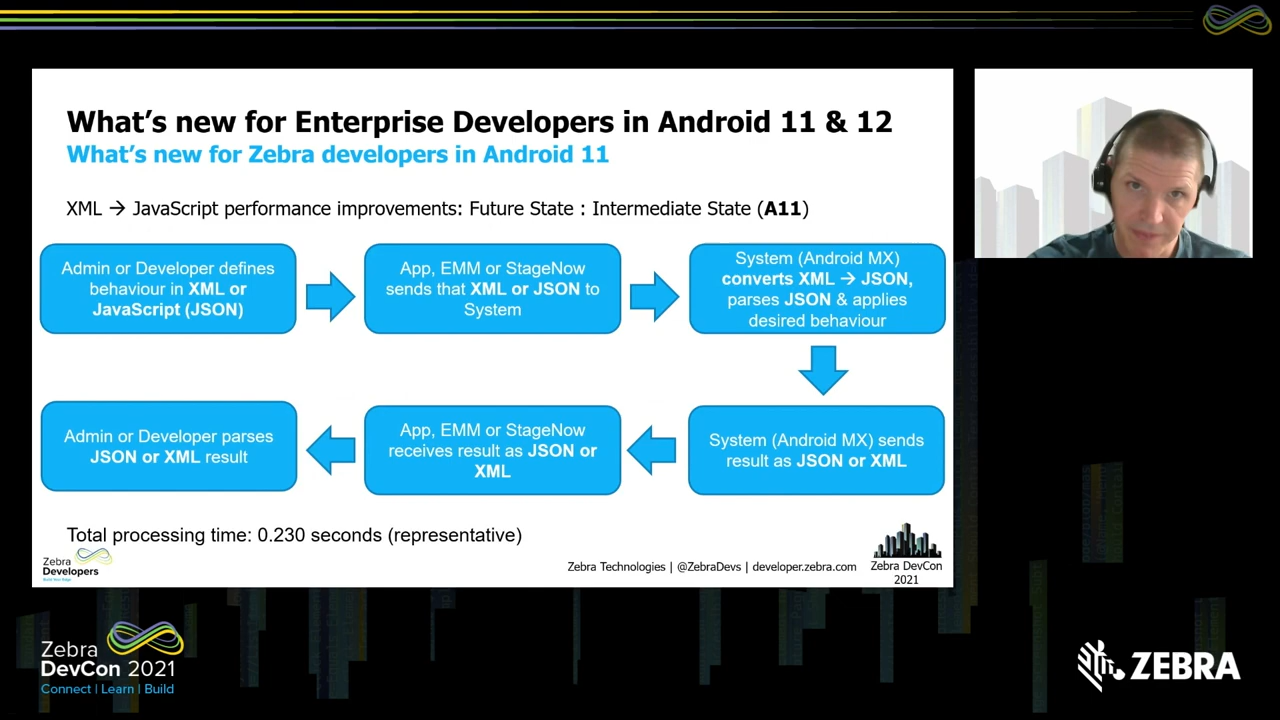 What's new for Enterprise Developers in Android 11 & 12
What's new for Zebra developers in Android 11
XML → JavaScript performance improvements: Future State : Intermediate State (A11)
Admin or Developer defines
behaviour in XML or
JavaScript (JSON)
App, EMM or StageNow
sends that XML or JSON to
System
System (Android MX)
converts XML → JSON,
parses JSON & applies
desired behaviour
System (Android MX) sends
result as JSON or XML
App, EMM or StageNow
receives result as JSON or
XML
Admin or Developer parses
JSON or XML result
Total processing time: 0.230 seconds (representative)
Zebra
Developers
Build Your Edge
Zebra Technologies | @ZebraDevs | developer.zebra.com
Zebra DevCon
2021
Zebra
DevCon 2021
Connect | Learn | Build
ZEBRA